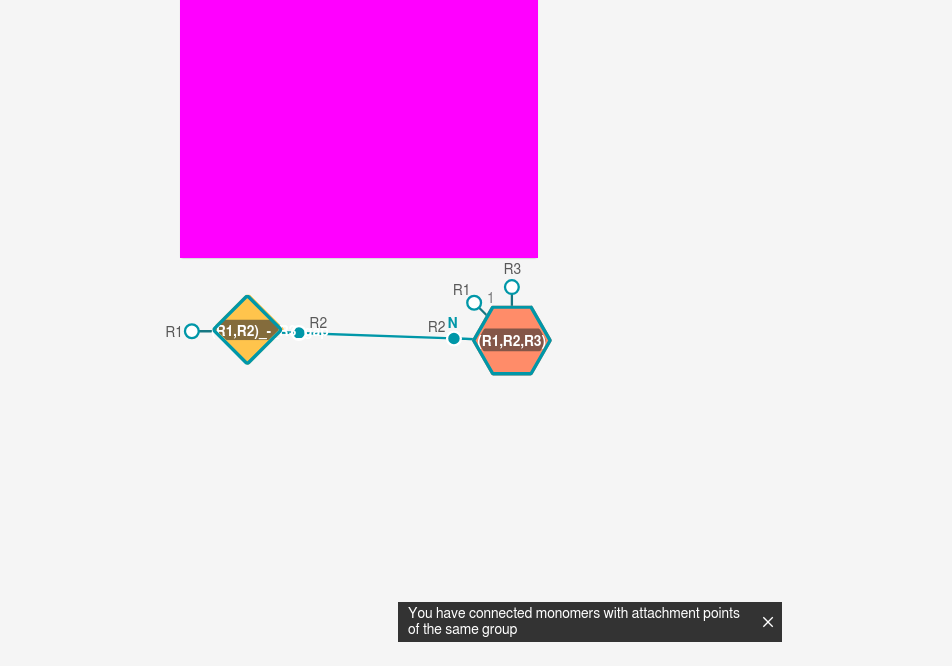 R3
R1 1
R2 N
R1 R1,R2)_- R2
(R1,R2,R3)
You have connected monomers with attachment points
of the same group